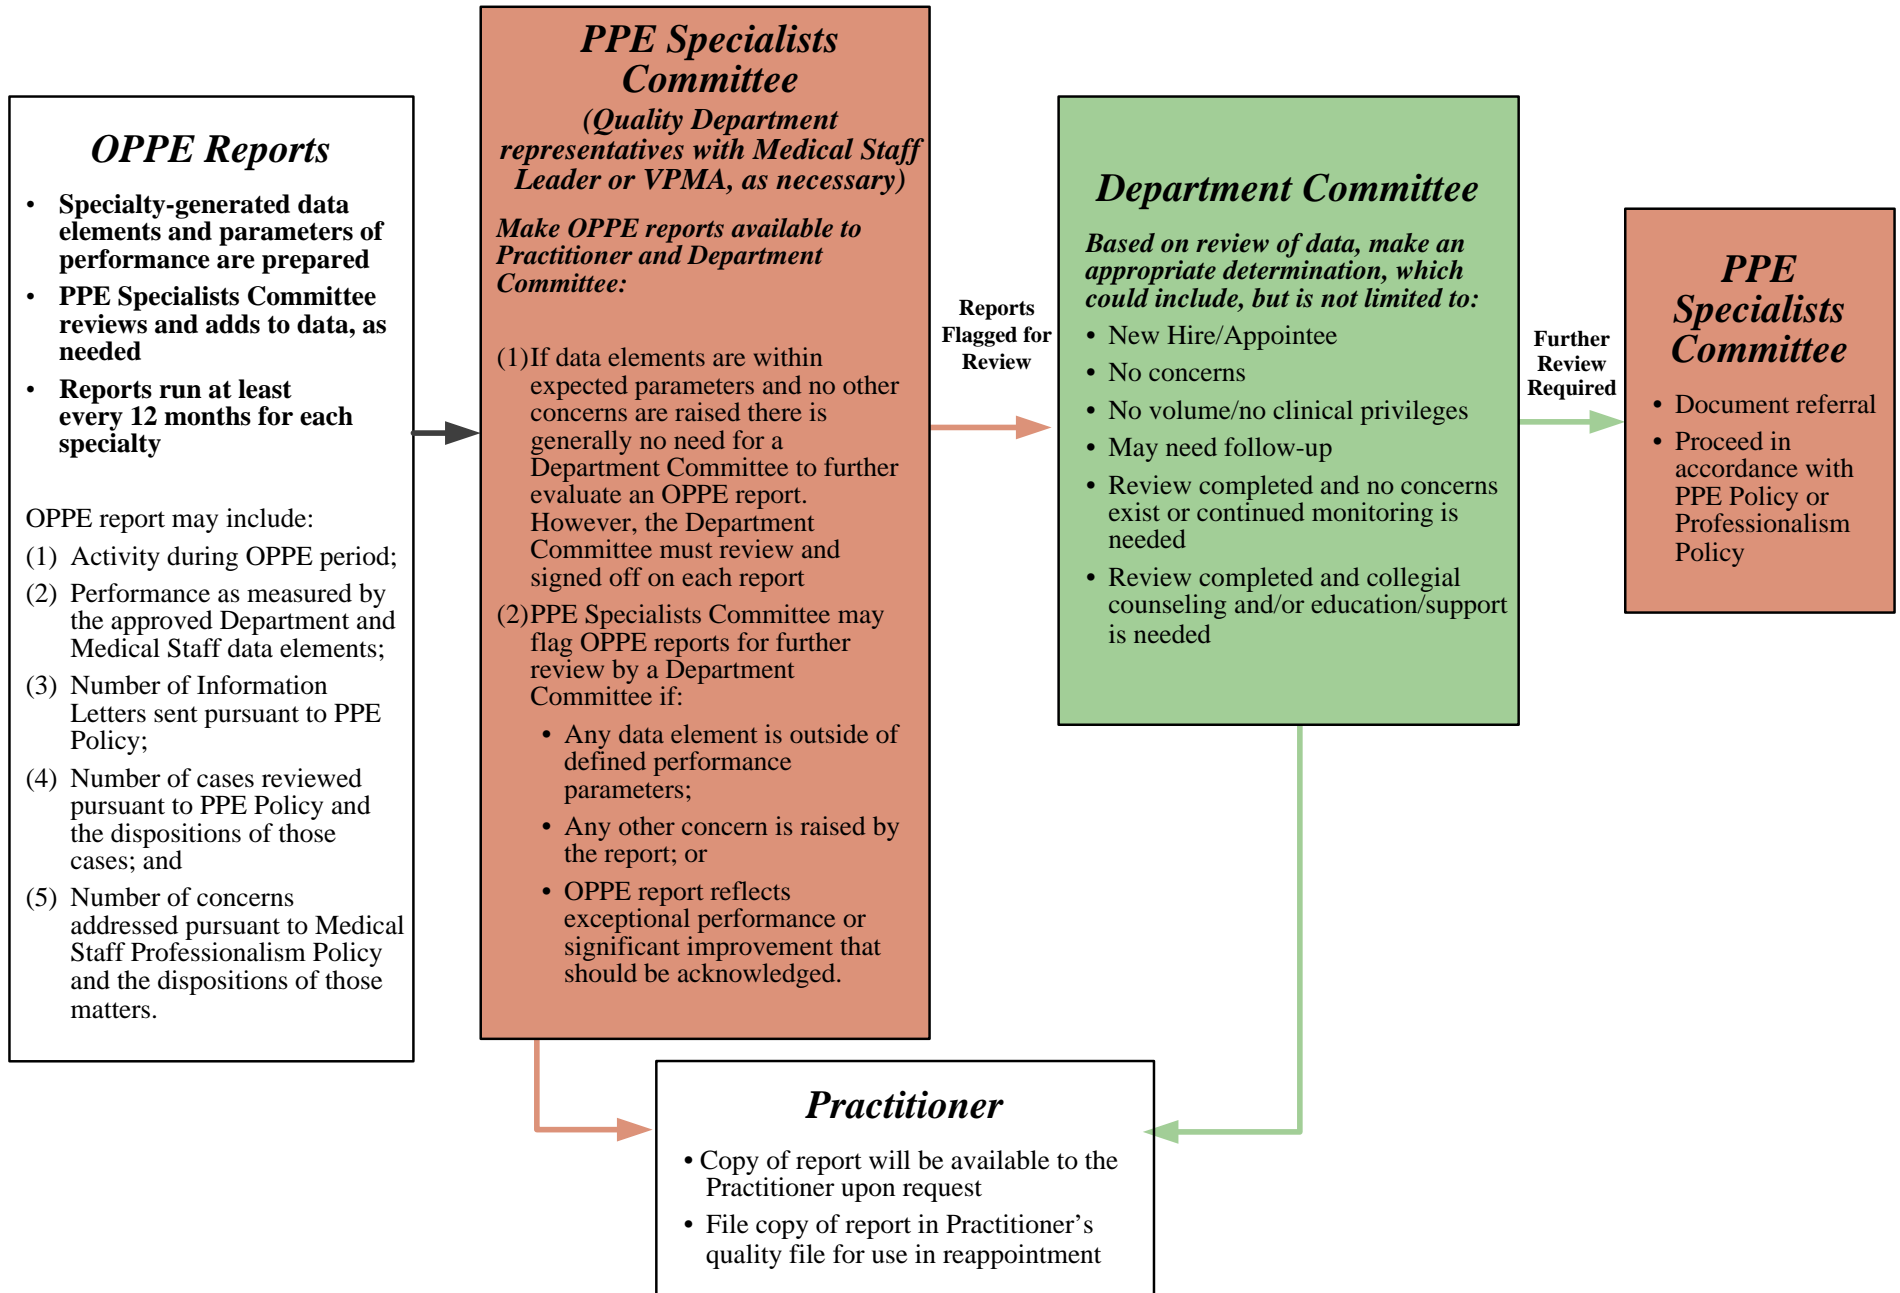 OPPE Reports
• Specialty-generated data
elements and parameters of
performance are prepared
• PPE Specialists Committee
reviews and adds to data, as
needed
• Reports run at least
every 12 months for each
specialty
OPPE report may include:
(1) Activity during OPPE period;
(2) Performance as measured by
the approved Department and
Medical Staff data elements;
(3) Number of Information
Letters sent pursuant to PPE
Policy;
(4) Number of cases reviewed
pursuant to PPE Policy and
the dispositions of those
cases; and
(5) Number of concerns
addressed pursuant to Medical
Staff Professionalism Policy
and the dispositions of those
matters.
PPE Specialists
Committee
(Quality Department
representatives with Medical Staff
Leader or VPMA, as necessary)
Make OPPE reports available to
Practitioner and Department
Committee:
(1)If data elements are within
expected parameters and no other
concerns are raised there is
generally no need for a
Department Committee to further
evaluate an OPPE report.
However, the Department
Committee must review and
signed off on each report
(2)PPE Specialists Committee may
flag OPPE reports for further
review by a Department
Committee if:
• Any data element is outside of
defined performance
parameters;
• Any other concern is raised by
the report; or
• OPPE report reflects
exceptional performance or
significant improvement that
should be acknowledged.
Reports
Flagged for
Review
Department Committee
Based on review of data, make an
appropriate determination, which
could include, but is not limited to:
• New Hire/Appointee
• No concerns
• No volume/no clinical privileges
• May need follow-up
• Review completed and no concerns
exist or continued monitoring is
needed
• Review completed and collegial
counseling and/or education/support
is needed
Further
Review
Required
PPE
Specialists
Committee
• Document referral
• Proceed in
accordance with
PPE Policy or
Professionalism
Policy
Practitioner
• Copy of report will be available to the
Practitioner upon request
• File copy of report in Practitioner’s
quality file for use in reappointment